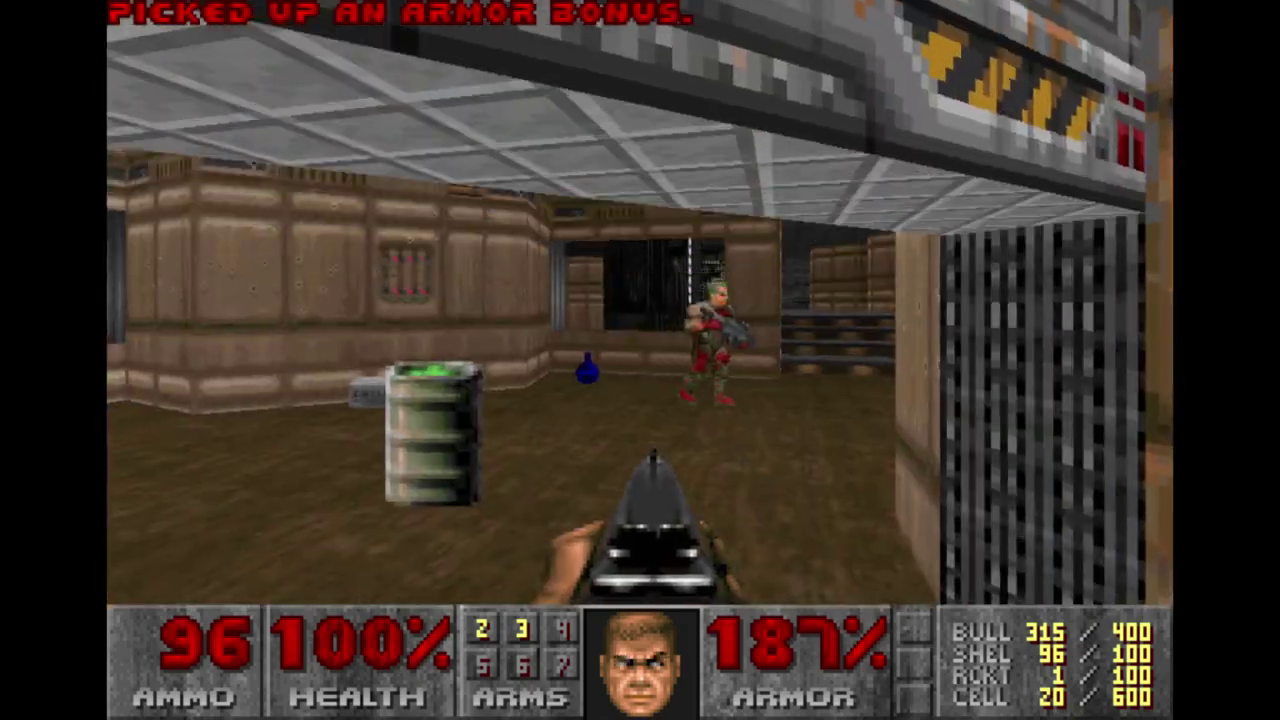 PICKED UP AN ARMOR BONUS.
96 100% 2 3 4 187% BULL 315 / 400
SHEL 96 / 100
5 6 7 RCKT 1 / 100
AMMO HEALTH ARMS ARMOR CELL 20 / 600